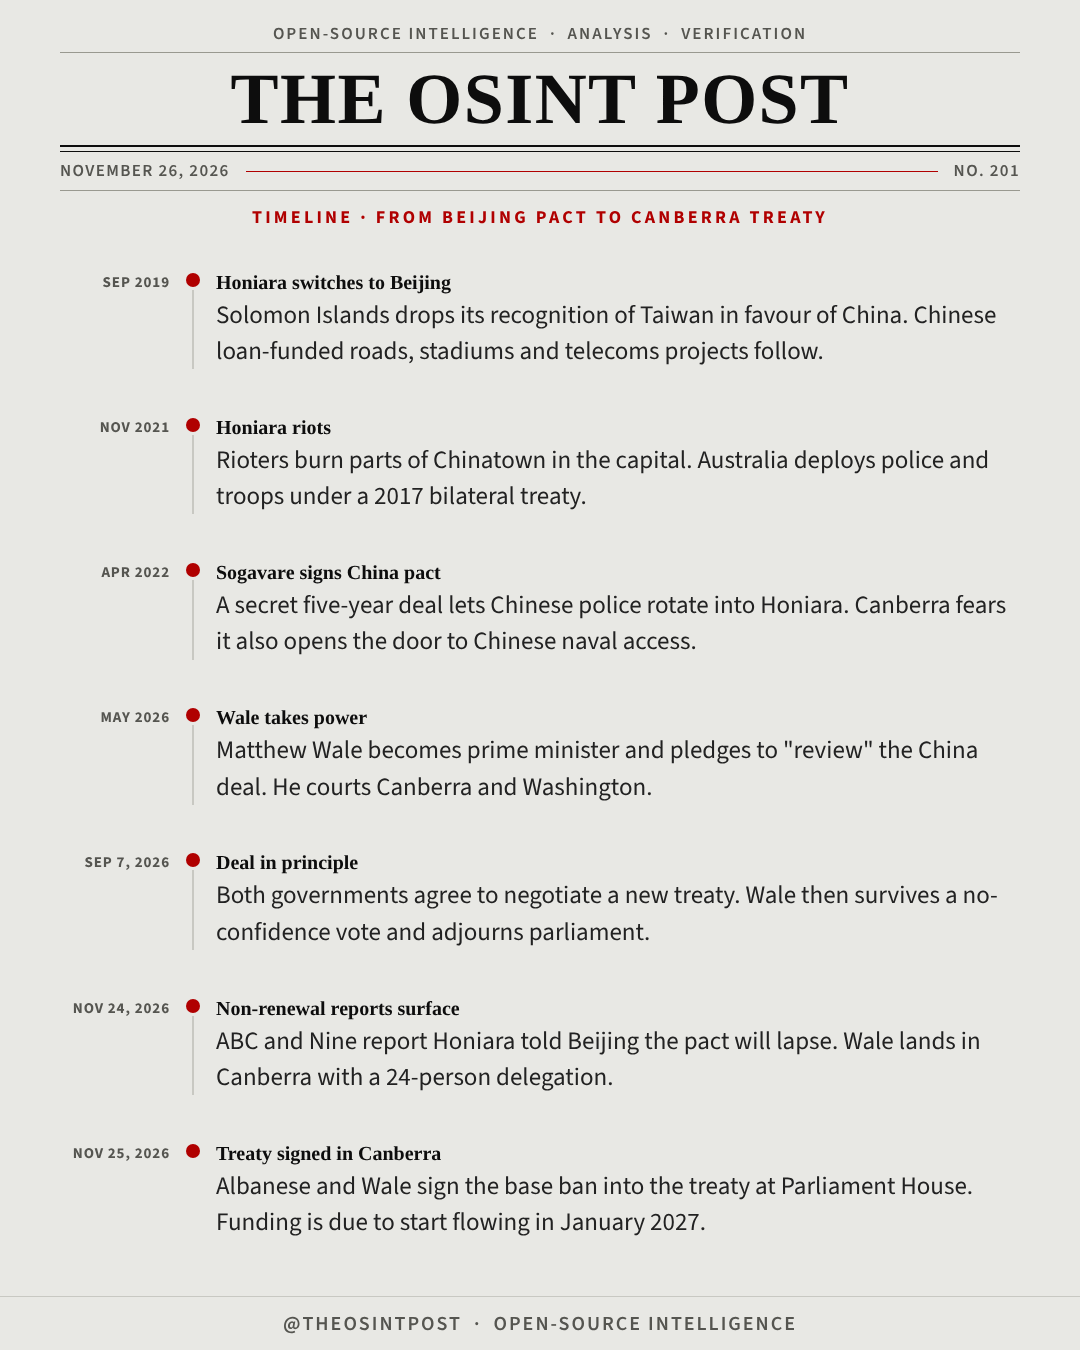 OPEN-SOURCE INTELLIGENCE · ANALYSIS · VERIFICATION
THE OSINT POST
NOVEMBER 26, 2026
NO. 201
TIMELINE · FROM BEIJING PACT TO CANBERRA TREATY
SEP 2019
Honiara switches to Beijing
Solomon Islands drops its recognition of Taiwan in favour of China. Chinese
loan-funded roads, stadiums and telecoms projects follow.
NOV 2021
Honiara riots
Rioters burn parts of Chinatown in the capital. Australia deploys police and
troops under a 2017 bilateral treaty.
APR 2022
Sogavare signs China pact
A secret five-year deal lets Chinese police rotate into Honiara. Canberra fears
it also opens the door to Chinese naval access.
MAY 2026
Wale takes power
Matthew Wale becomes prime minister and pledges to "review" the China
deal. He courts Canberra and Washington.
SEP 7, 2026
Deal in principle
Both governments agree to negotiate a new treaty. Wale then survives a no-
confidence vote and adjourns parliament.
NOV 24, 2026
Non-renewal reports surface
ABC and Nine report Honiara told Beijing the pact will lapse. Wale lands in
Canberra with a 24-person delegation.
NOV 25, 2026
Treaty signed in Canberra
Albanese and Wale sign the base ban into the treaty at Parliament House.
Funding is due to start flowing in January 2027.
@THEOSINTPOST · OPEN-SOURCE INTELLIGENCE